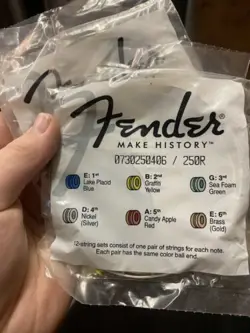 Fender
MAKE HISTORY™
0730250406 / 250R
E: 1st
Lake Placid
Blue
B: 2nd
Graffiti
Yellow
G: 3rd
Sea Foam
Green
D: 4th
Nickel
(Silver)
A: 5th
Candy Apple
Red
E: 6th
Brass
(Gold)
12-string sets consist of one pair of strings for each note.
Each pair has the same color ball end.